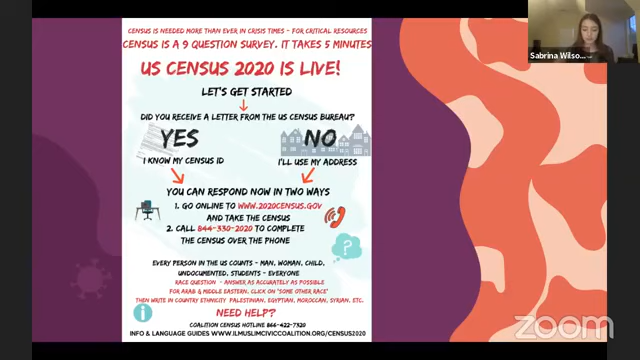 CENSUS IS NEEDED MORE THAN EVER IN CRISIS TIMES - FOR CRITICAL RESOURCES
CENSUS IS A 9 QUESTION SURVEY. IT TAKES 5 MINUTES
US CENSUS 2020 IS LIVE!
LET'S GET STARTED
DID YOU RECEIVE A LETTER FROM THE US CENSUS BUREAU?
YES NO
I KNOW MY CENSUS ID I'LL USE MY ADDRESS
YOU CAN RESPOND NOW IN TWO WAYS
1. GO ONLINE TO WWW.2020CENSUS.GOV
AND TAKE THE CENSUS
2. CALL 844-330-2020 TO COMPLETE
THE CENSUS OVER THE PHONE
?
EVERY PERSON IN THE US COUNTS - MAN, WOMAN, CHILD,
UNDOCUMENTED, STUDENTS - EVERYONE
RACE QUESTION - ANSWER AS ACCURATELY AS POSSIBLE
FOR ARAB & MIDDLE EASTERN, CLICK ON "SOME OTHER RACE"
THEN WRITE IN COUNTRY ETHNICITY PALESTINIAN, EGYPTIAN, MOROCCAN, SYRIAN, ETC.
i
NEED HELP?
COALITION CENSUS HOTLINE 866-422-7320
INFO & LANGUAGE GUIDES WWW.ILMUSLIMCIVICCOALITION.ORG/CENSUS2020
Sabrina Wilso...
zoom